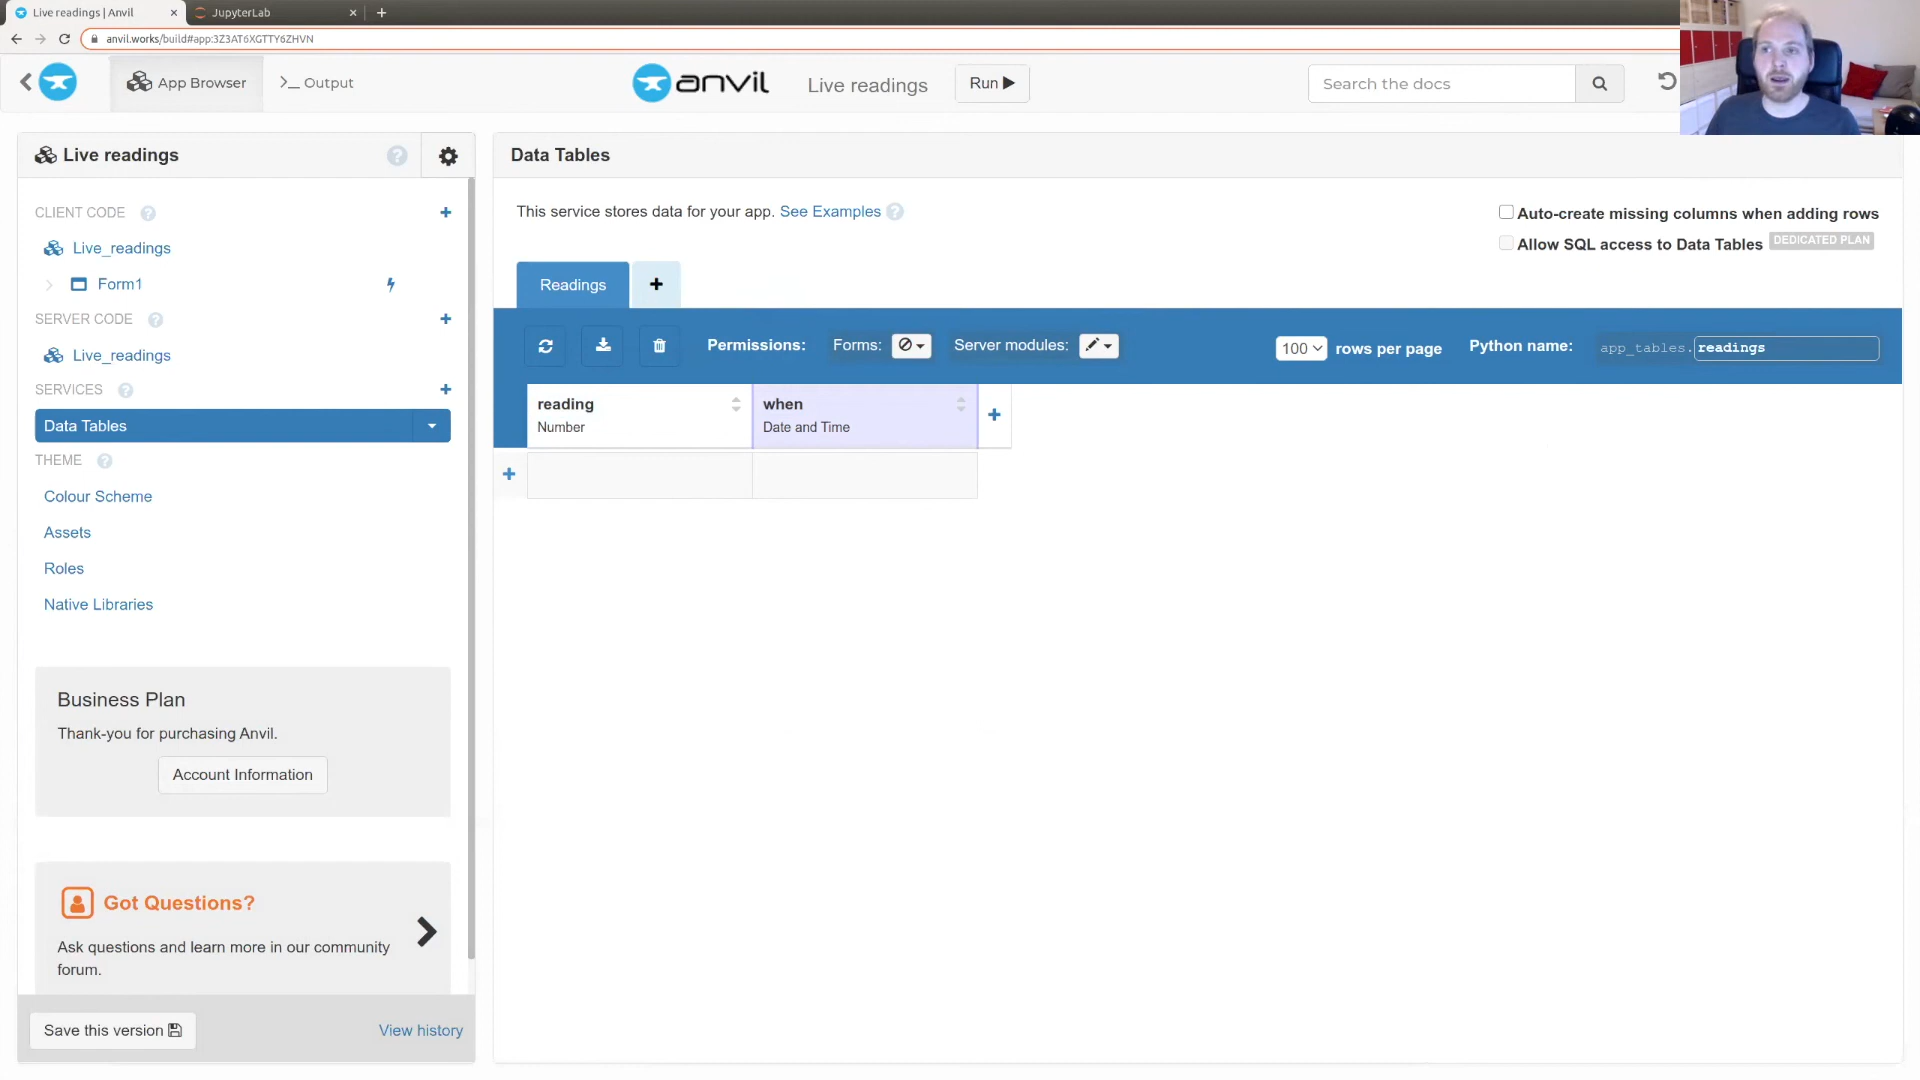 Live readings | Anvil
JupyterLab
anvil.works/build#app:3Z3AT6XGTTY6ZHVN
App Browser
>_ Output
anvil
Live readings
Run
Search the docs
Live readings
CLIENT CODE
Live_readings
Form1
SERVER CODE
Live_readings
SERVICES
Data Tables
THEME
Colour Scheme
Assets
Roles
Native Libraries
Business Plan
Thank-you for purchasing Anvil.
Account Information
Got Questions?
Ask questions and learn more in our community
forum.
Save this version
View history
Data Tables
This service stores data for your app. See Examples
Auto-create missing columns when adding rows
Allow SQL access to Data Tables DEDICATED PLAN
Readings
Permissions: Forms: Server modules: 100 rows per page Python name: app_tables.readings
reading
Number
when
Date and Time